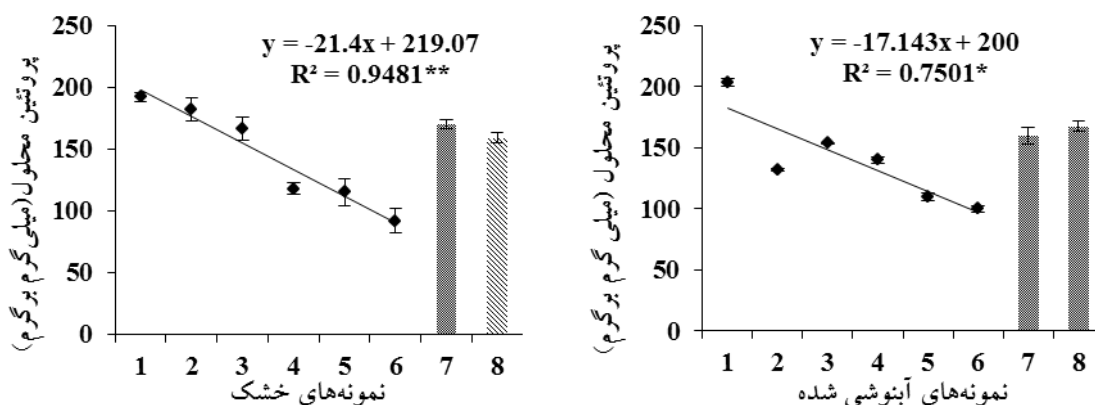 y = -21.4x + 219.07
R² = 0.9481**
پروتئین محلول(میلی‌گرم برگرم)
250
200
150
100
50
0
1 2 3 4 5 6 7 8
نمونه‌های خشک
y = -17.143x + 200
R² = 0.7501*
پروتئین محلول (میلی گرم برگرم)
250
200
150
100
50
0
1 2 3 4 5 6 7 8
نمونه‌های آبنوشی شده